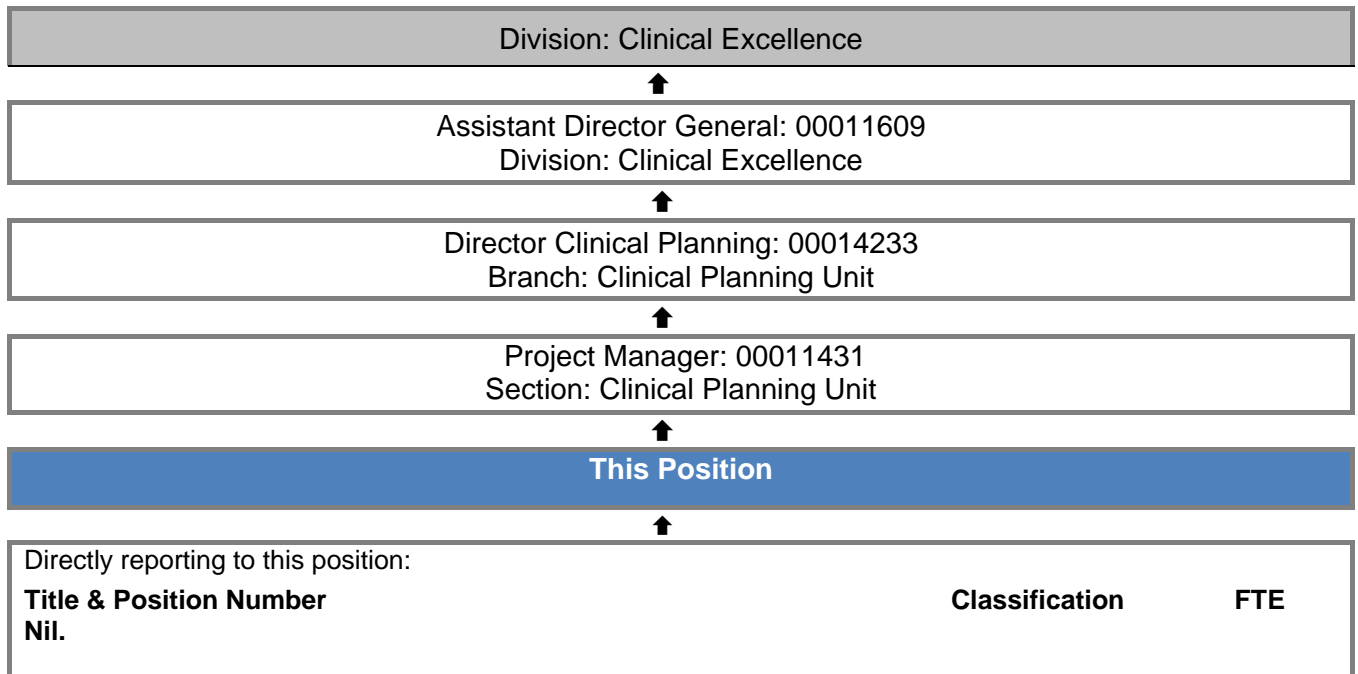 Division: Clinical Excellence
Assistant Director General: 00011609
Division: Clinical Excellence
Director Clinical Planning: 00014233
Branch: Clinical Planning Unit
Project Manager: 00011431
Section: Clinical Planning Unit
This Position
Directly reporting to this position:
Title & Position Number Classification FTE
Nil.